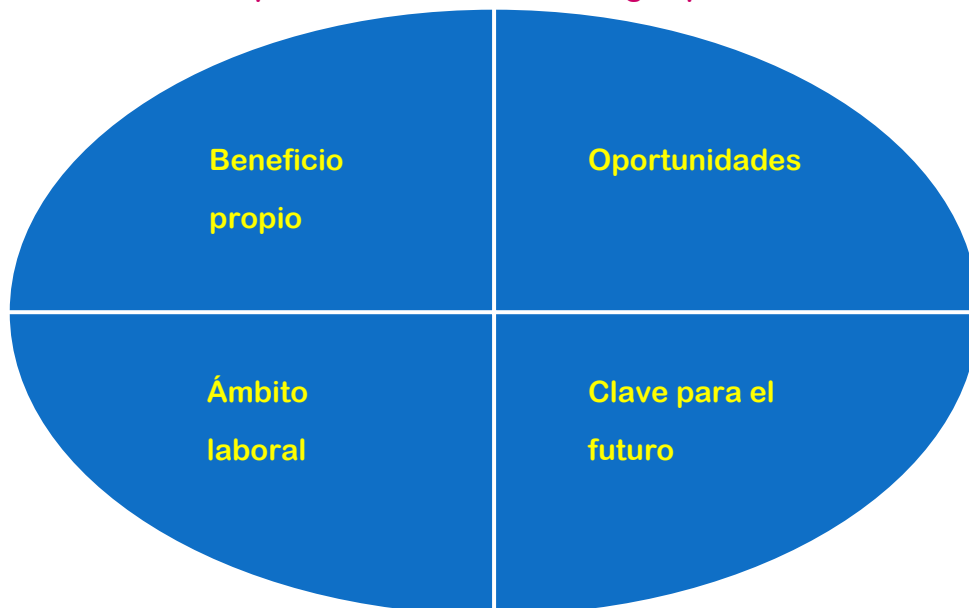 Beneficio
propio
Oportunidades
Ámbito
laboral
Clave para el
futuro